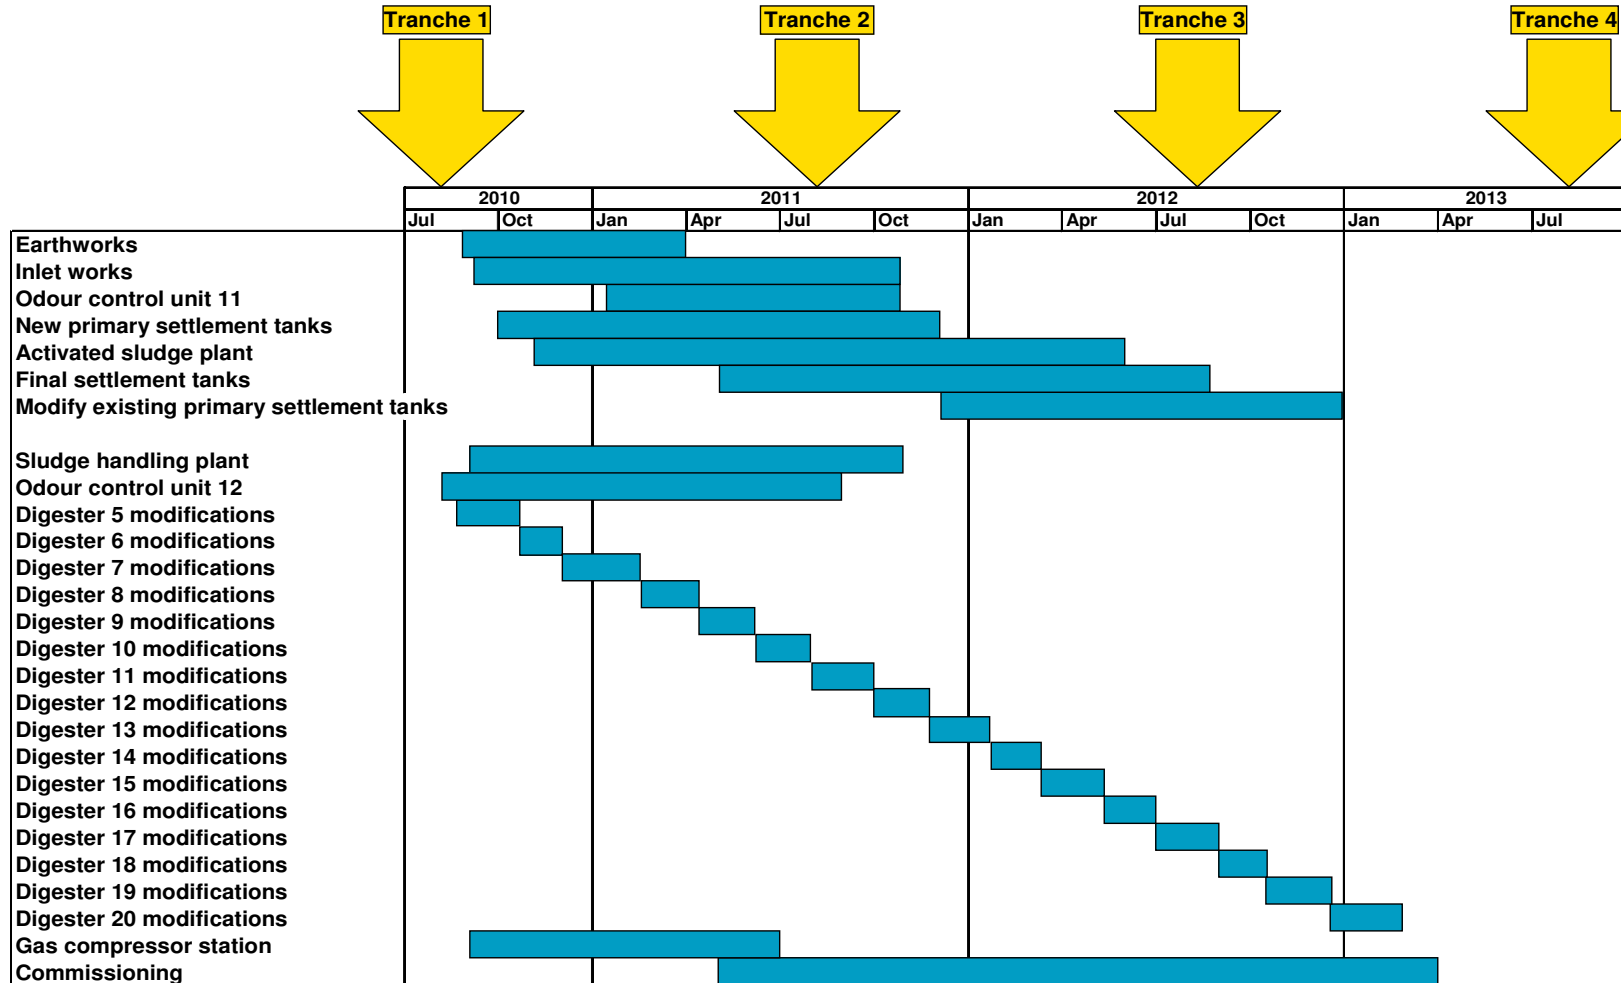 Tranche 1 Tranche 2 Tranche 3 Tranche 4
2010 2011 2012 2013
Jul Oct Jan Apr Jul Oct Jan Apr Jul Oct Jan Apr Jul
Earthworks
Inlet works
Odour control unit 11
New primary settlement tanks
Activated sludge plant
Final settlement tanks
Modify existing primary settlement tanks
Sludge handling plant
Odour control unit 12
Digester 5 modifications
Digester 6 modifications
Digester 7 modifications
Digester 8 modifications
Digester 9 modifications
Digester 10 modifications
Digester 11 modifications
Digester 12 modifications
Digester 13 modifications
Digester 14 modifications
Digester 15 modifications
Digester 16 modifications
Digester 17 modifications
Digester 18 modifications
Digester 19 modifications
Digester 20 modifications
Gas compressor station
Commissioning